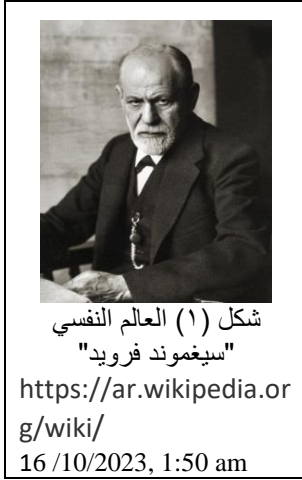 شكل (١) العالم النفسي
"سيغموند فرويد"
https://ar.wikipedia.or
g/wiki/
16 /10/2023, 1:50 am